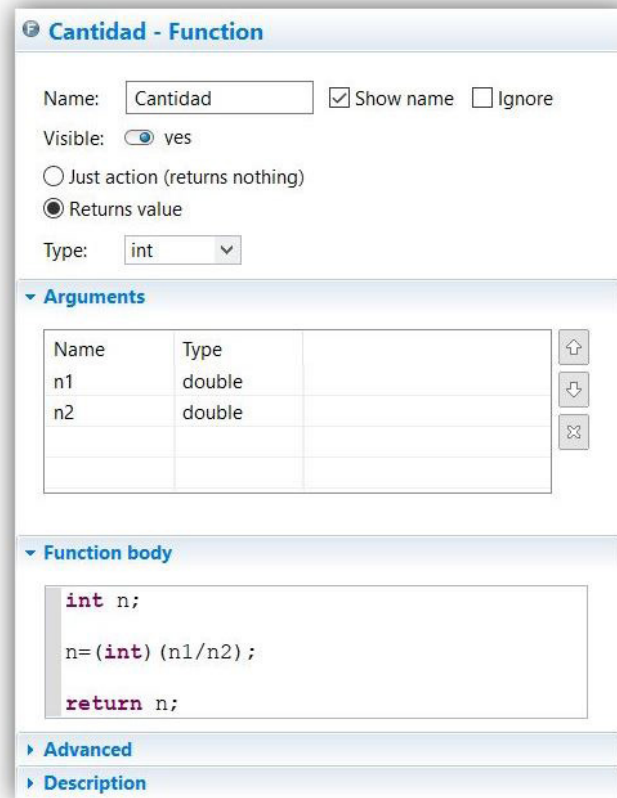 Cantidad - Function
Name: Cantidad Show name Ignore
Visible: yes
Just action (returns nothing)
Returns value
Type: int
Arguments
Name Type
n1 double
n2 double
Function body
int n;
n=(int)(n1/n2);
return n;
Advanced
Description